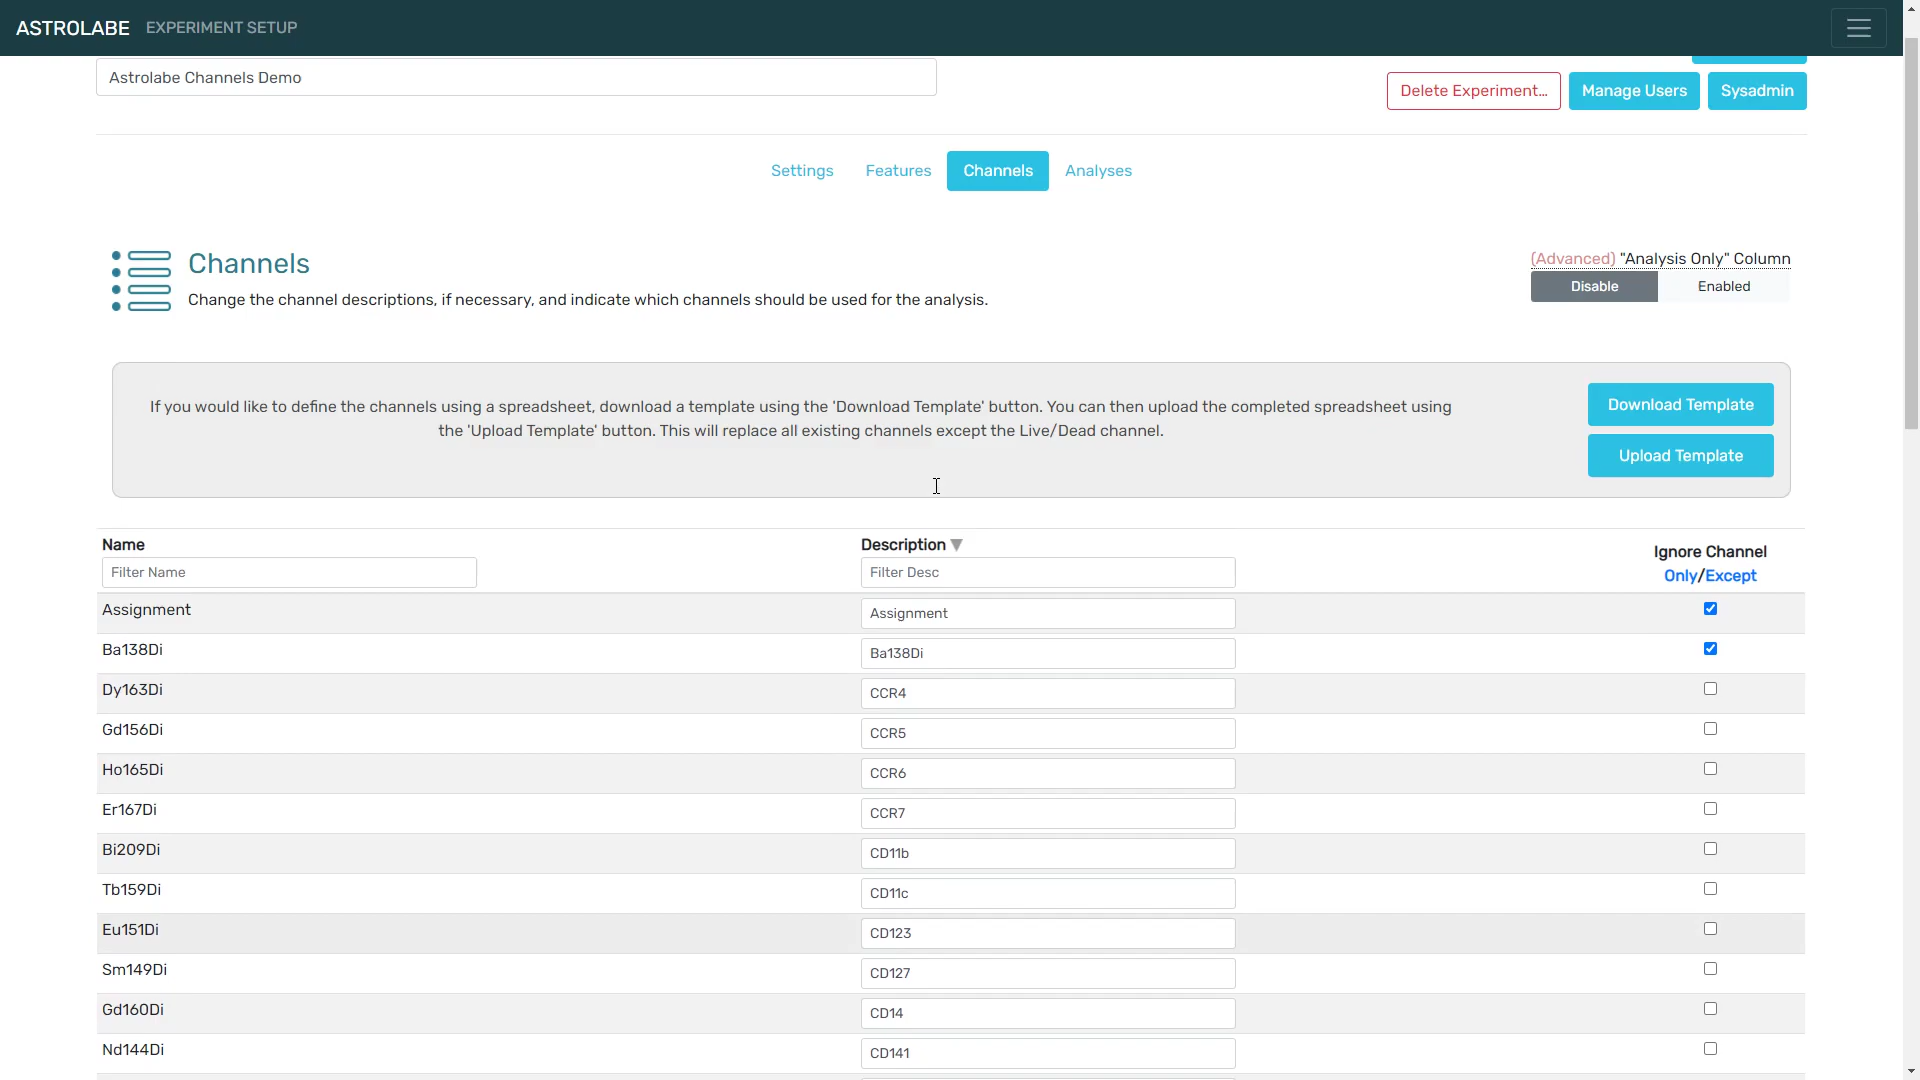 ASTROLABE EXPERIMENT SETUP
Astrolabe Channels Demo
Delete Experiment... Manage Users Sysadmin
Settings Features Channels Analyses
Channels
Change the channel descriptions, if necessary, and indicate which channels should be used for the analysis.
(Advanced) "Analysis Only" Column
Disable Enabled
If you would like to define the channels using a spreadsheet, download a template using the 'Download Template' button. You can then upload the completed spreadsheet using
the 'Upload Template' button. This will replace all existing channels except the Live/Dead channel.
Download Template
Upload Template
Name Description ▼ Ignore Channel
Filter Name Filter Desc Only/Except
Assignment Assignment
Ba138Di Ba138Di
Dy163Di CCR4
Gd156Di CCR5
Ho165Di CCR6
Er167Di CCR7
Bi209Di CD11b
Tb159Di CD11c
Eu151Di CD123
Sm149Di CD127
Gd160Di CD14
Nd144Di CD141